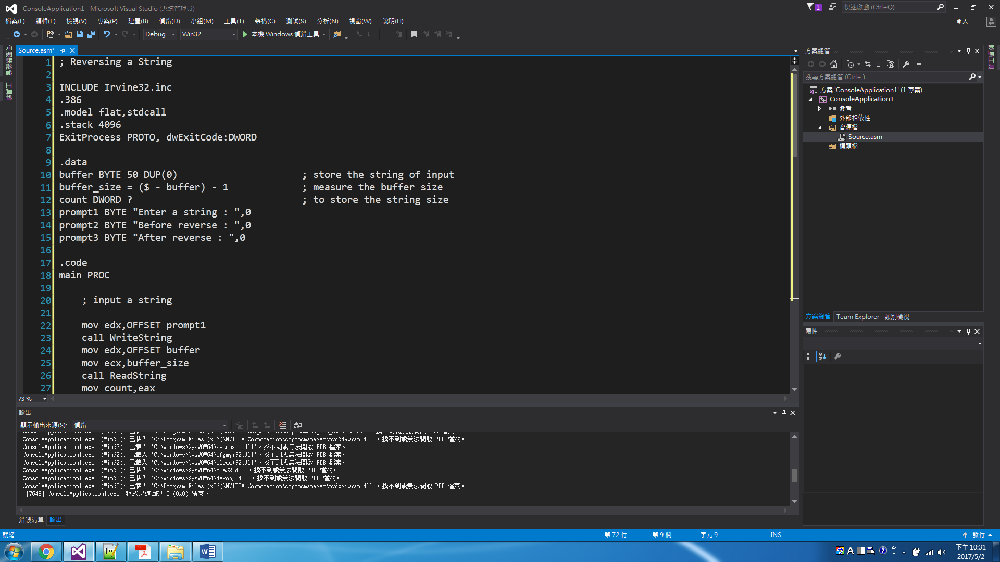 ConsoleApplication1 - Microsoft Visual Studio (系統管理員)
1
快速啟動 (Ctrl+Q)
檔案(F) 編輯(E) 檢視(V) 專案(P) 建置(B) 偵錯(D) 小組(M) 工具(T) 架構(C) 測試(S) 分析(N) 視窗(W) 說明(H)
登入
Debug Win32 本機 Windows 偵錯工具
伺服器總管
工具箱
Source.asm*
1 ; Reversing a String
2
3 INCLUDE Irvine32.inc
4 .386
5 .model flat,stdcall
6 .stack 4096
7 ExitProcess PROTO, dwExitCode:DWORD
8
9 .data
10 buffer BYTE 50 DUP(0) ; store the string of input
11 buffer_size = ($ - buffer) - 1 ; measure the buffer size
12 count DWORD ? ; to store the string size
13 prompt1 BYTE "Enter a string : ",0
14 prompt2 BYTE "Before reverse : ",0
15 prompt3 BYTE "After reverse : ",0
16
17 .code
18 main PROC
19
20 ; input a string
21
22 mov edx,OFFSET prompt1
23 call WriteString
24 mov edx,OFFSET buffer
25 mov ecx,buffer_size
26 call ReadString
27 mov count,eax
73 %
方案總管
搜尋方案總管 (Ctrl+;)
方案 'ConsoleApplication1' (1 專案)
ConsoleApplication1
參考
外部相依性
資源檔
Source.asm
標頭檔
方案總管 Team Explorer 類別檢視
屬性
診斷工具
輸出
顯示輸出來源(S): 偵錯
ConsoleApplication1.exe' (Win32): 已載入 'C:\Program Files (x86)\NVIDIA Corporation\coprocmanager\nvd3d9wrap.dll'。找不到或無法開啟 PDB 檔案。
ConsoleApplication1.exe' (Win32): 已載入 'C:\Windows\SysWOW64\setupapi.dll'。找不到或無法開啟 PDB 檔案。
ConsoleApplication1.exe' (Win32): 已載入 'C:\Windows\SysWOW64\cfgmgr32.dll'。找不到或無法開啟 PDB 檔案。
ConsoleApplication1.exe' (Win32): 已載入 'C:\Windows\SysWOW64\oleaut32.dll'。找不到或無法開啟 PDB 檔案。
ConsoleApplication1.exe' (Win32): 已載入 'C:\Windows\SysWOW64\ole32.dll'。找不到或無法開啟 PDB 檔案。
ConsoleApplication1.exe' (Win32): 已載入 'C:\Windows\SysWOW64\devobj.dll'。找不到或無法開啟 PDB 檔案。
ConsoleApplication1.exe' (Win32): 已載入 'C:\Program Files (x86)\NVIDIA Corporation\coprocmanager\nvdxgiwrap.dll'。找不到或無法開啟 PDB 檔案。
'[7648] ConsoleApplication1.exe' 程式以返回碼 0 (0x0) 結束。
錯誤清單 輸出
就緒 第 72 行 第 9 欄 字元 9 INS 發行
下午 10:31
2017/5/2